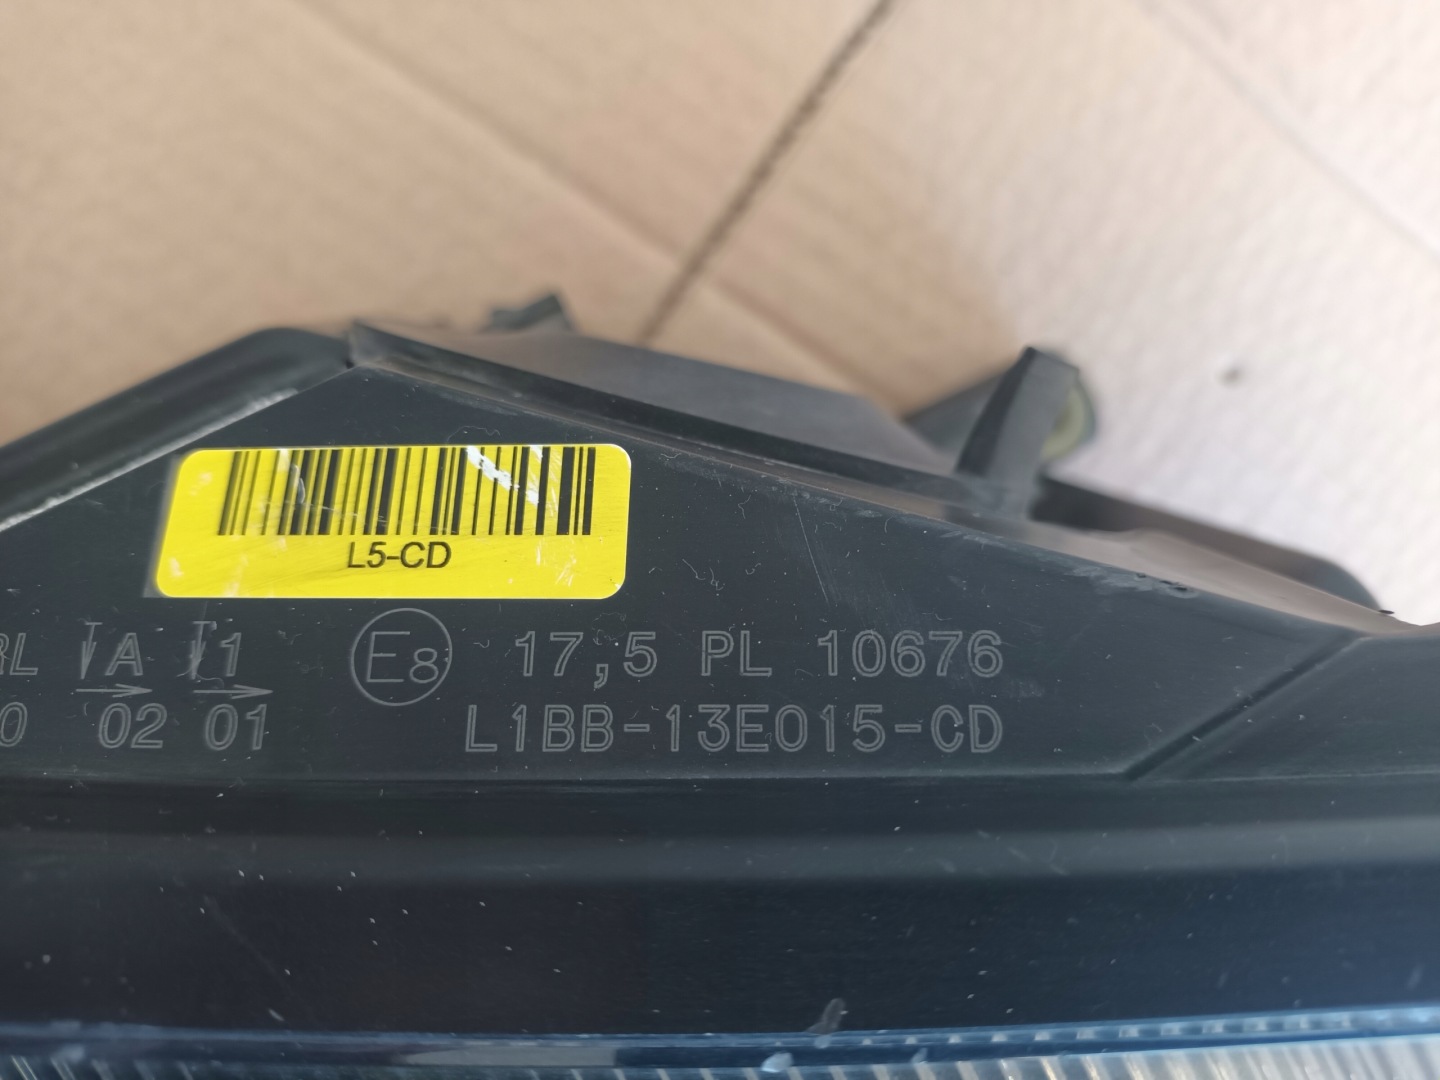 L5-CD
RL A 1 E8 17,5 PL 10676
0 02 01 L1BB-13E015-CD